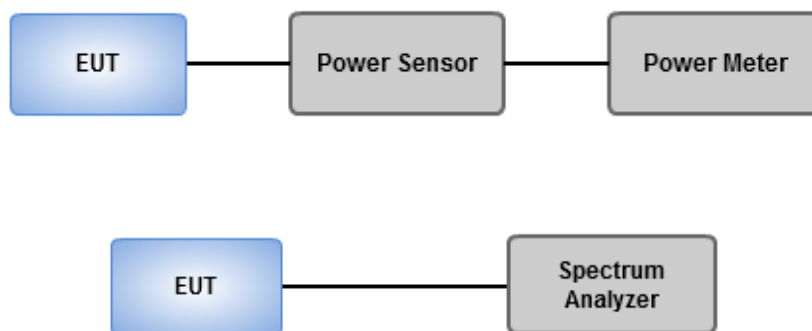 EUT
Power Sensor
Power Meter
EUT
Spectrum
Analyzer